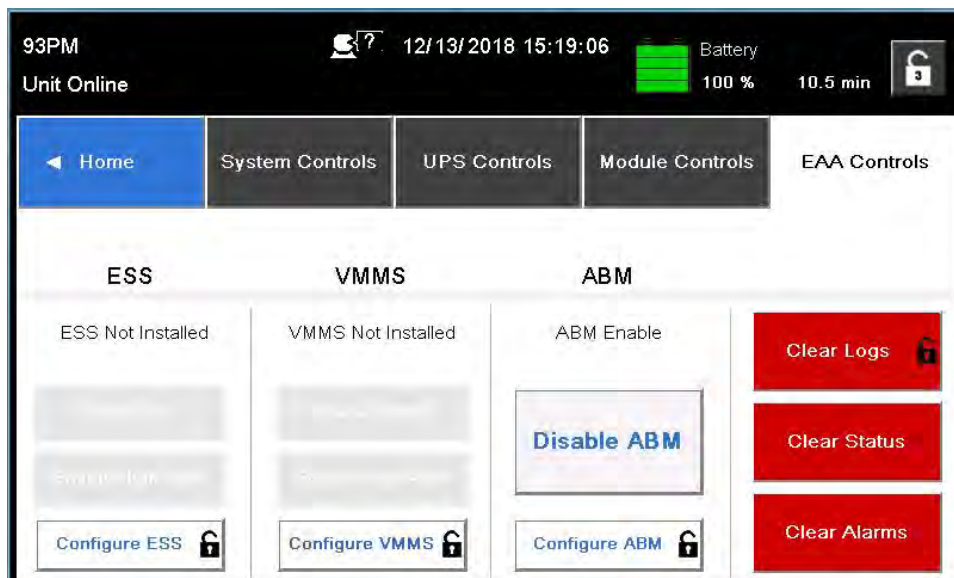 93PM
? 12/13/2018 15:19:06
Battery
Unit Online
100 % 10.5 min
3
◄ Home System Controls UPS Controls Module Controls EAA Controls
ESS VMMS ABM
ESS Not Installed VMMS Not Installed ABM Enable
Clear Logs
Disable ABM
Clear Status
Configure ESS Configure VMMS Configure ABM
Clear Alarms